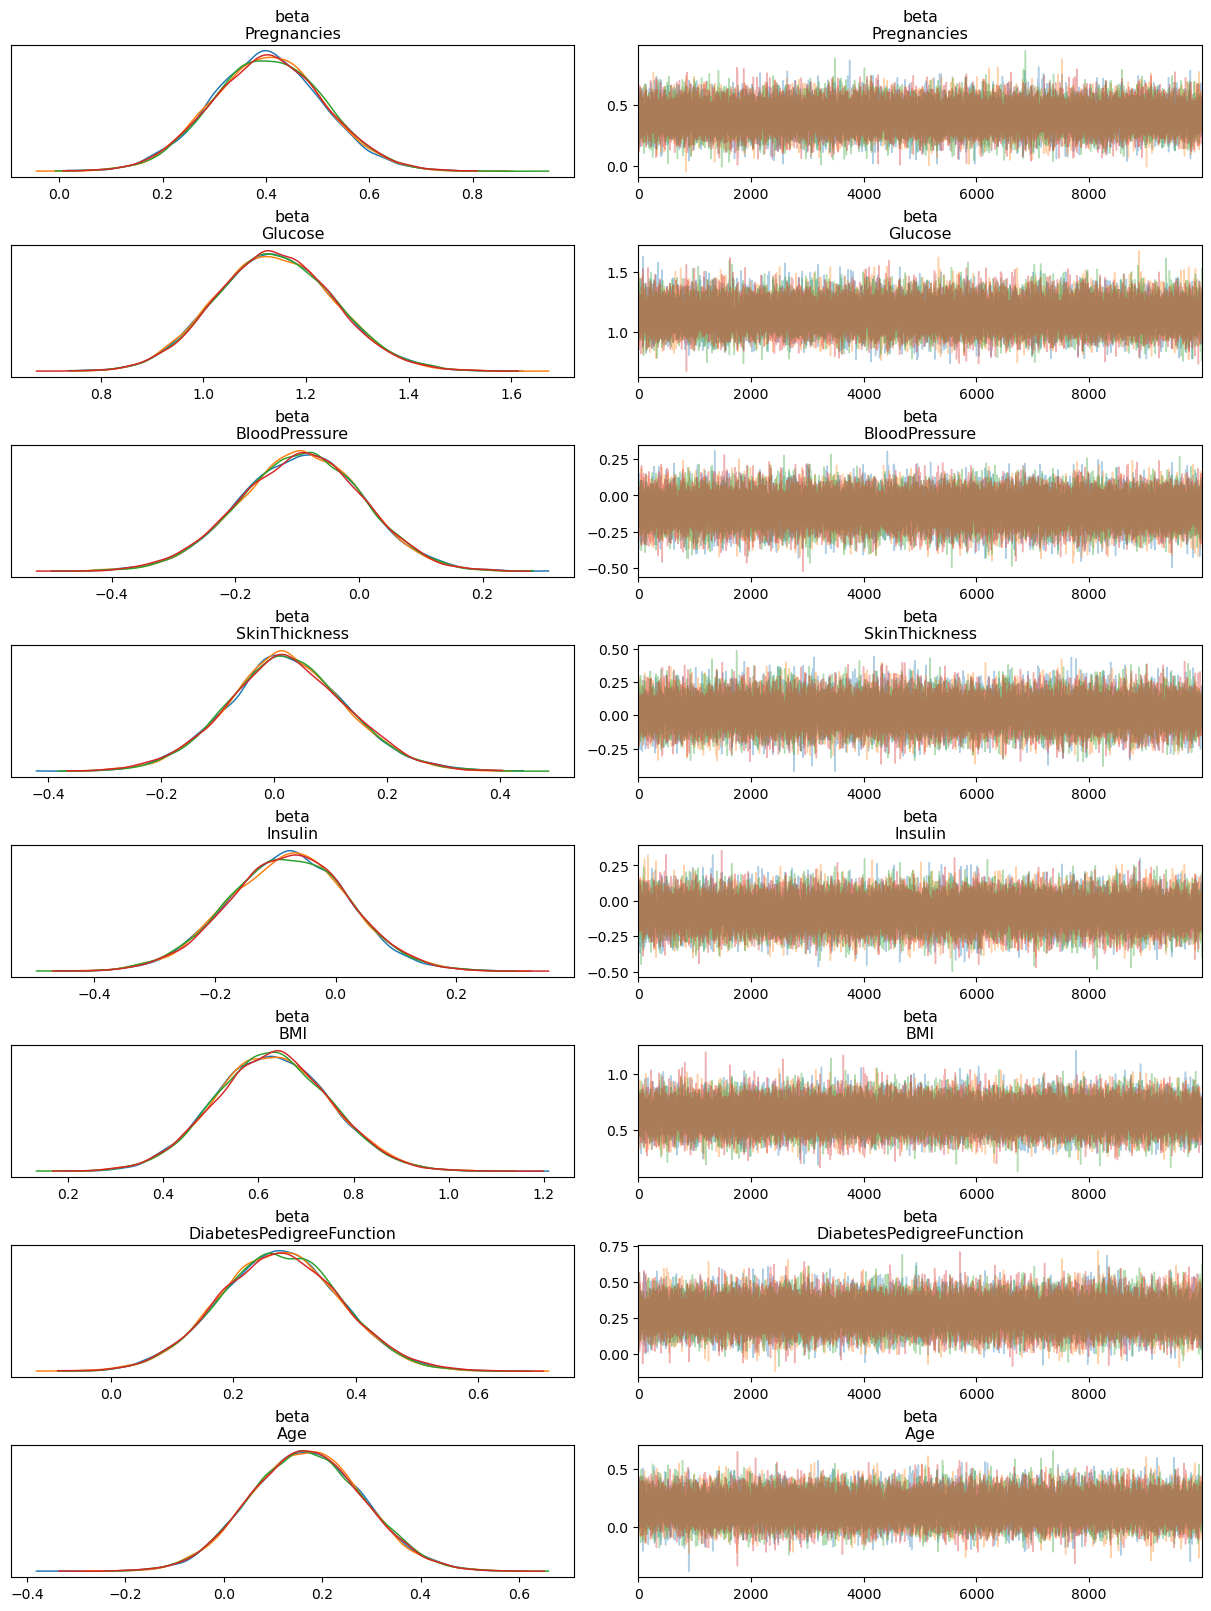 beta
Pregnancies
0.0 0.2 0.4 0.6 0.8
beta
Pregnancies
0.5
0.0
0 2000 4000 6000 8000
beta
Glucose
0.8 1.0 1.2 1.4 1.6
beta
Glucose
1.5
1.0
0 2000 4000 6000 8000
beta
BloodPressure
−0.4 −0.2 0.0 0.2
beta
BloodPressure
0.25
0.00
−0.25
−0.50
0 2000 4000 6000 8000
beta
SkinThickness
−0.4 −0.2 0.0 0.2 0.4
beta
SkinThickness
0.50
0.25
0.00
−0.25
0 2000 4000 6000 8000
beta
Insulin
−0.4 −0.2 0.0 0.2
beta
Insulin
0.25
0.00
−0.25
−0.50
0 2000 4000 6000 8000
beta
BMI
0.2 0.4 0.6 0.8 1.0 1.2
beta
BMI
1.0
0.5
0 2000 4000 6000 8000
beta
DiabetesPedigreeFunction
0.0 0.2 0.4 0.6
beta
DiabetesPedigreeFunction
0.75
0.50
0.25
0.00
0 2000 4000 6000 8000
beta
Age
−0.4 −0.2 0.0 0.2 0.4 0.6
beta
Age
0.5
0.0
0 2000 4000 6000 8000